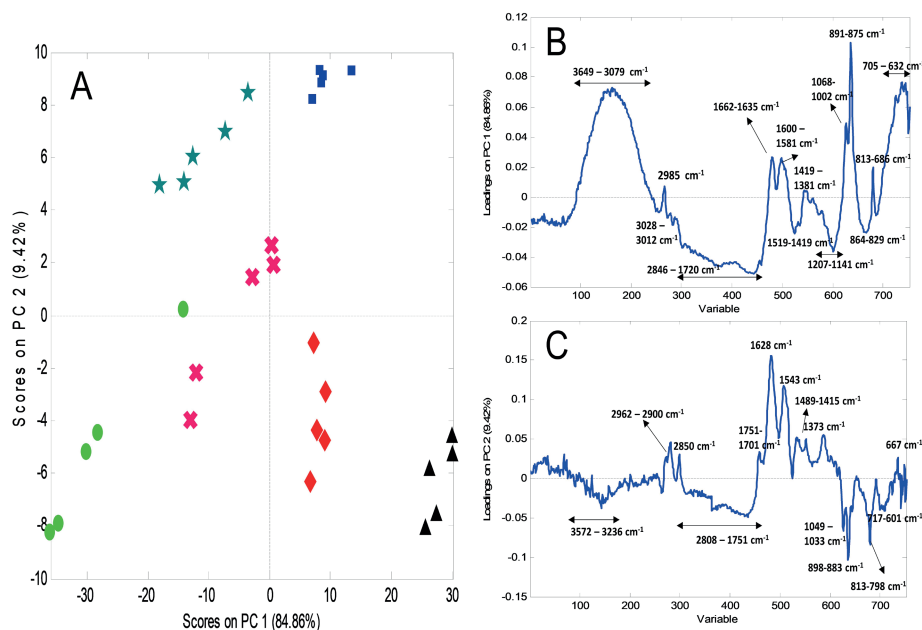 A
Scores on PC 2 (9.42%)
10
8
6
4
2
0
-2
-4
-6
-8
-10
-30
-20
-10
0
10
20
30
Scores on PC 1 (84.86%)
B
Loadings on PC 1 (84.86%)
0.12
0.1
0.08
0.06
0.04
0.02
0
-0.02
-0.04
-0.06
891-875 cm-1
3649 – 3079 cm-1
705 – 632 cm-1
1068-
1002 cm-1
1662-1635 cm-1
1600 –
1581 cm-1
813-686 cm-1
1419 –
1381 cm-1
2985 cm-1
3028 –
3012 cm-1
1519-1419 cm-1
864-829 cm-1
2846 – 1720 cm-1
1207-1141 cm-1
100
200
300
400
500
600
700
Variable
C
Loadings on PC 2 (9.42%)
0.2
0.15
0.1
0.05
0
-0.05
-0.1
-0.15
1628 cm-1
1543 cm-1
2962 – 2900 cm-1
1489-1415 cm-1
1751-
1701 cm-1
1373 cm-1
2850 cm-1
667 cm-1
717-601 cm-1
3572 – 3236 cm-1
2808 – 1751 cm-1
1049 –
1033 cm-1
898-883 cm-1
813-798 cm-1
100
200
300
400
500
600
700
Variable